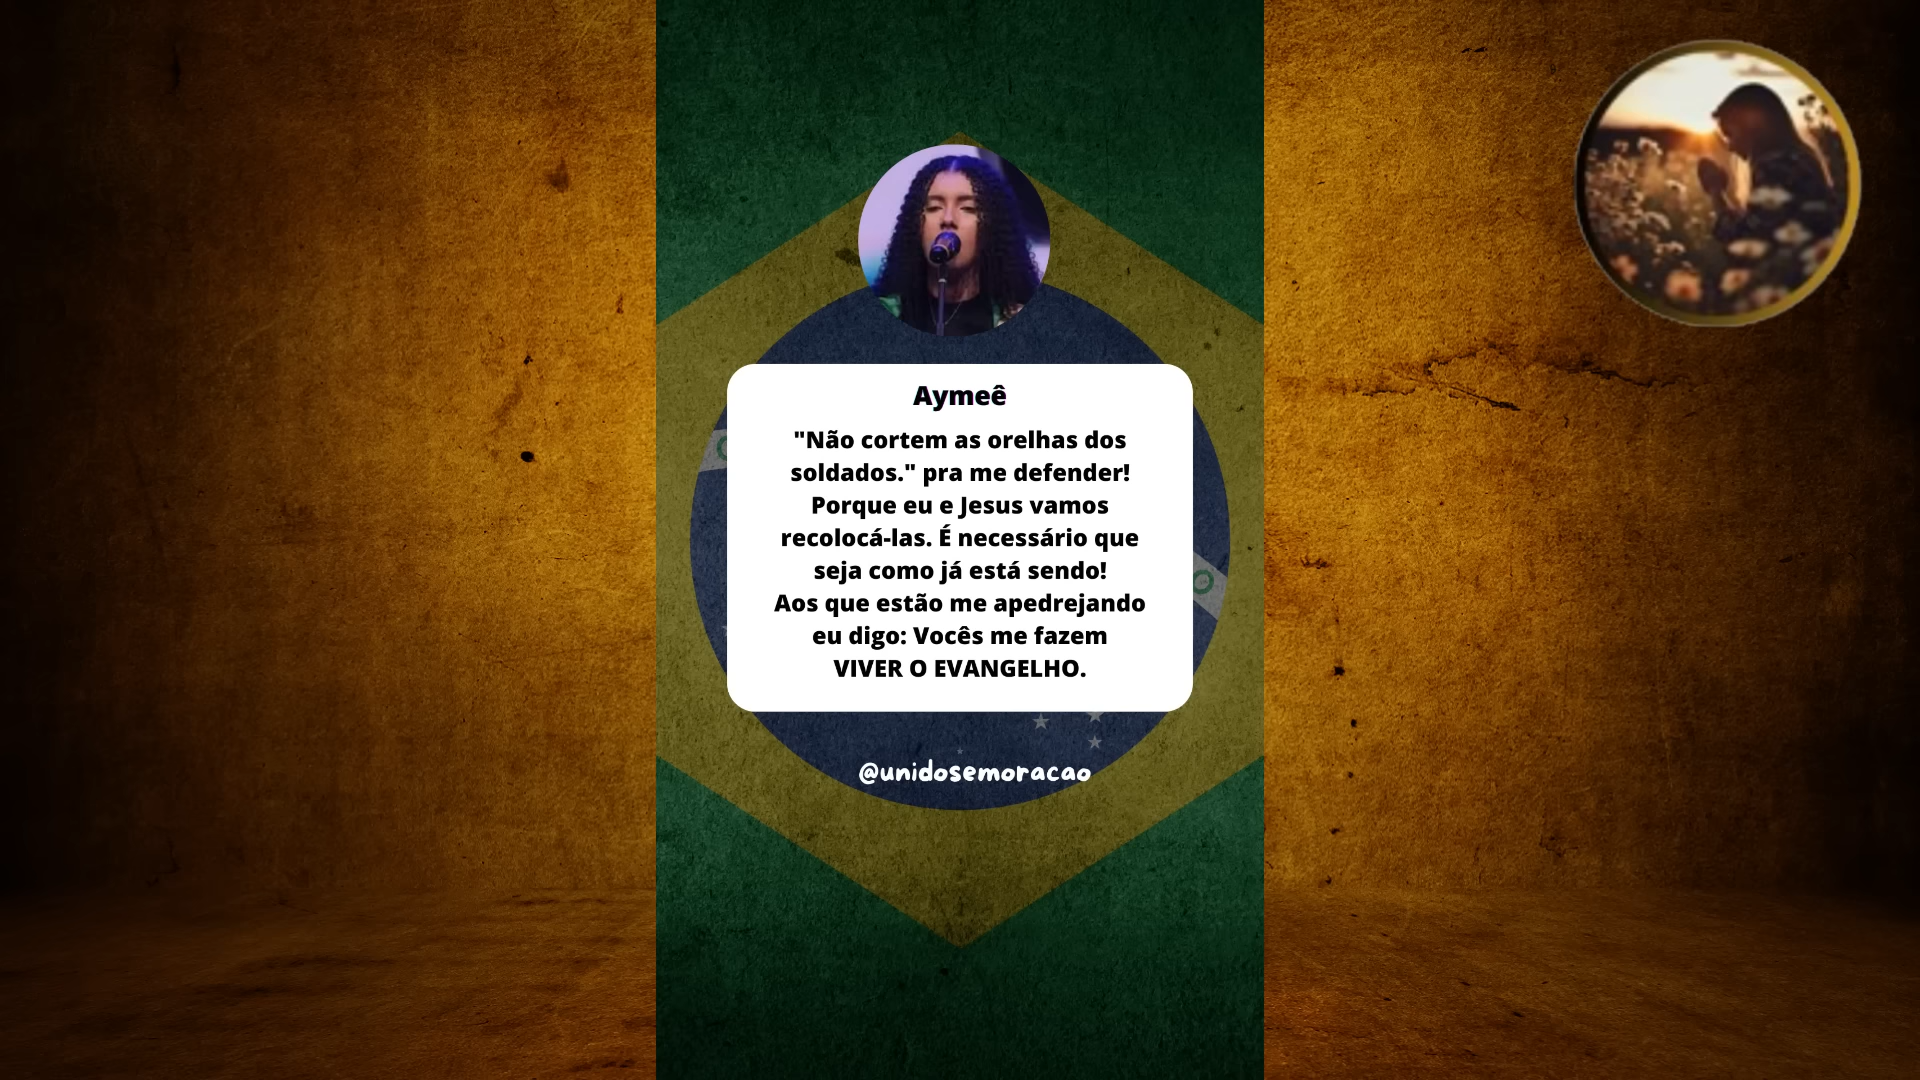 Aymeê
"Não cortem as orelhas dos
soldados." pra me defender!
Porque eu e Jesus vamos
recolocá-las. É necessário que
seja como já está sendo!
Aos que estão me apedrejando
eu digo: Vocês me fazem
VIVER O EVANGELHO.
@unidosemoracao